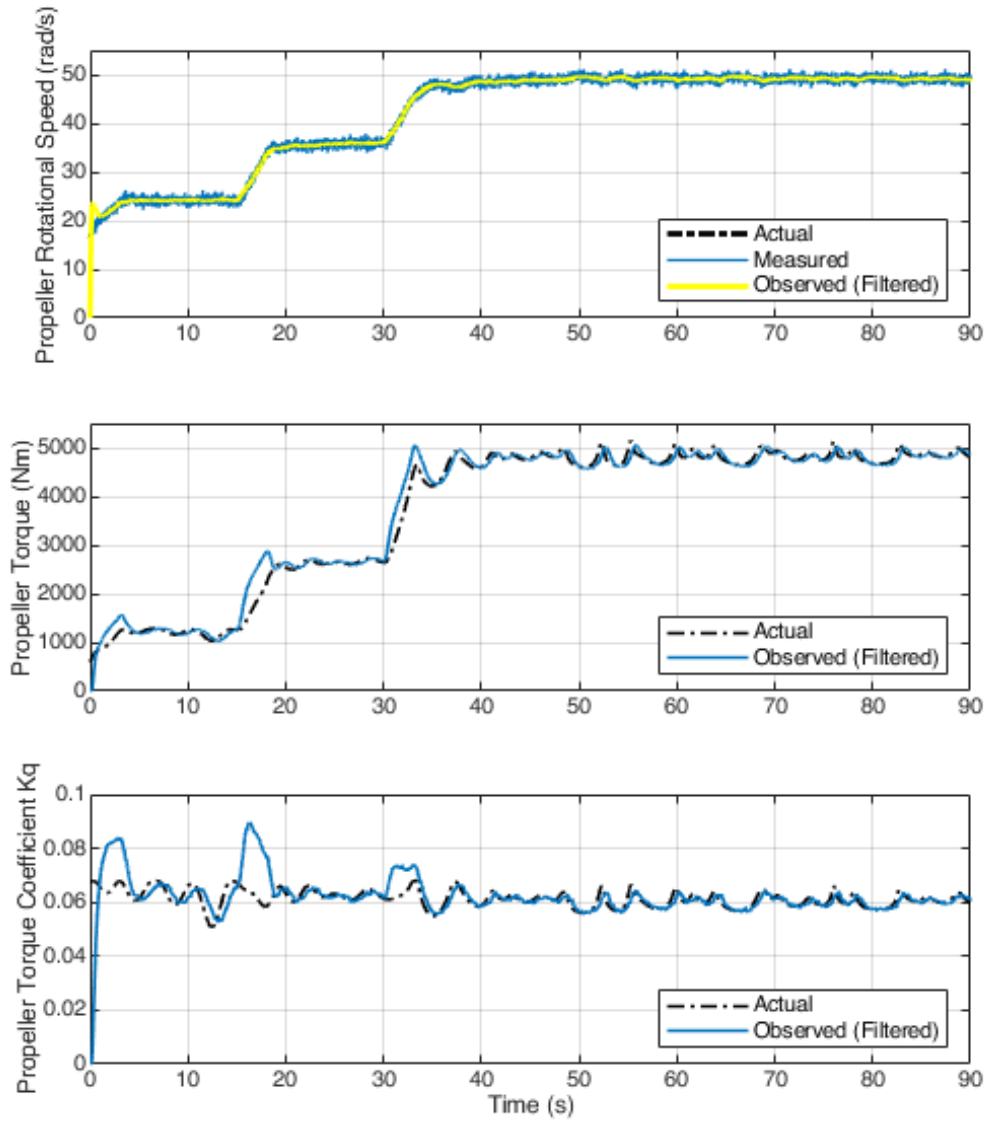 Propeller Rotational Speed (rad/s)
50
40
30
20
10
0
Actual
Measured
Observed (Filtered)
0 10 20 30 40 50 60 70 80 90
Propeller Torque (Nm)
5000
4000
3000
2000
1000
0
Actual
Observed (Filtered)
0 10 20 30 40 50 60 70 80 90
Propeller Torque Coefficient Kq
0.1
0.08
0.06
0.04
0.02
0
Actual
Observed (Filtered)
0 10 20 30 40 50 60 70 80 90
Time (s)